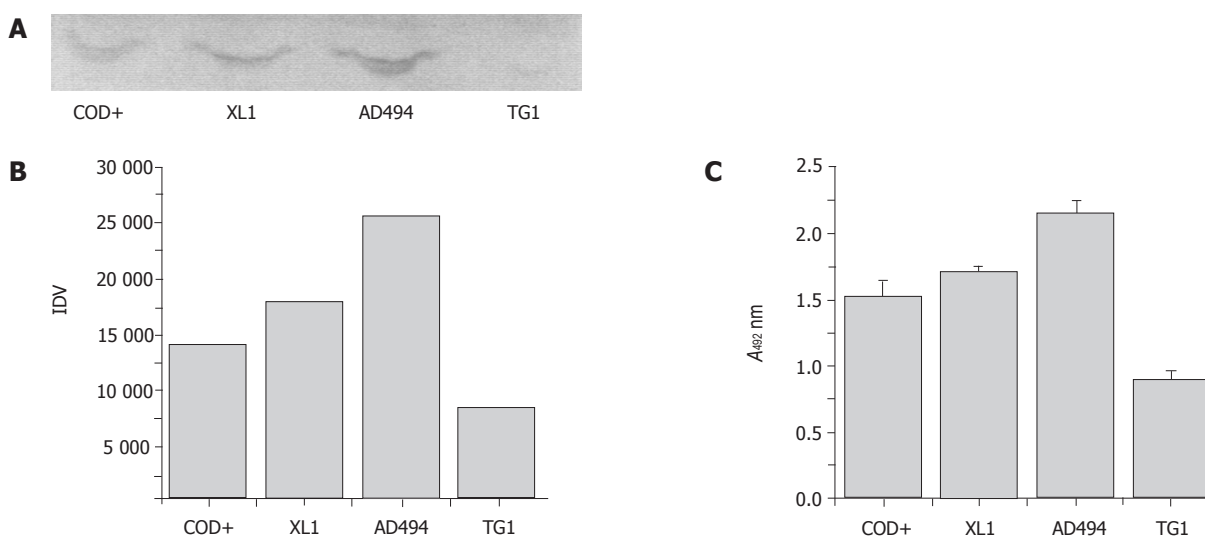 A
COD+ XL1 AD494 TG1
B
30 000
25 000
20 000
15 000
10 000
5 000
IDV
COD+ XL1 AD494 TG1
C
2.5
2.0
1.5
1.0
0.5
0.0
A492 nm
COD+ XL1 AD494 TG1